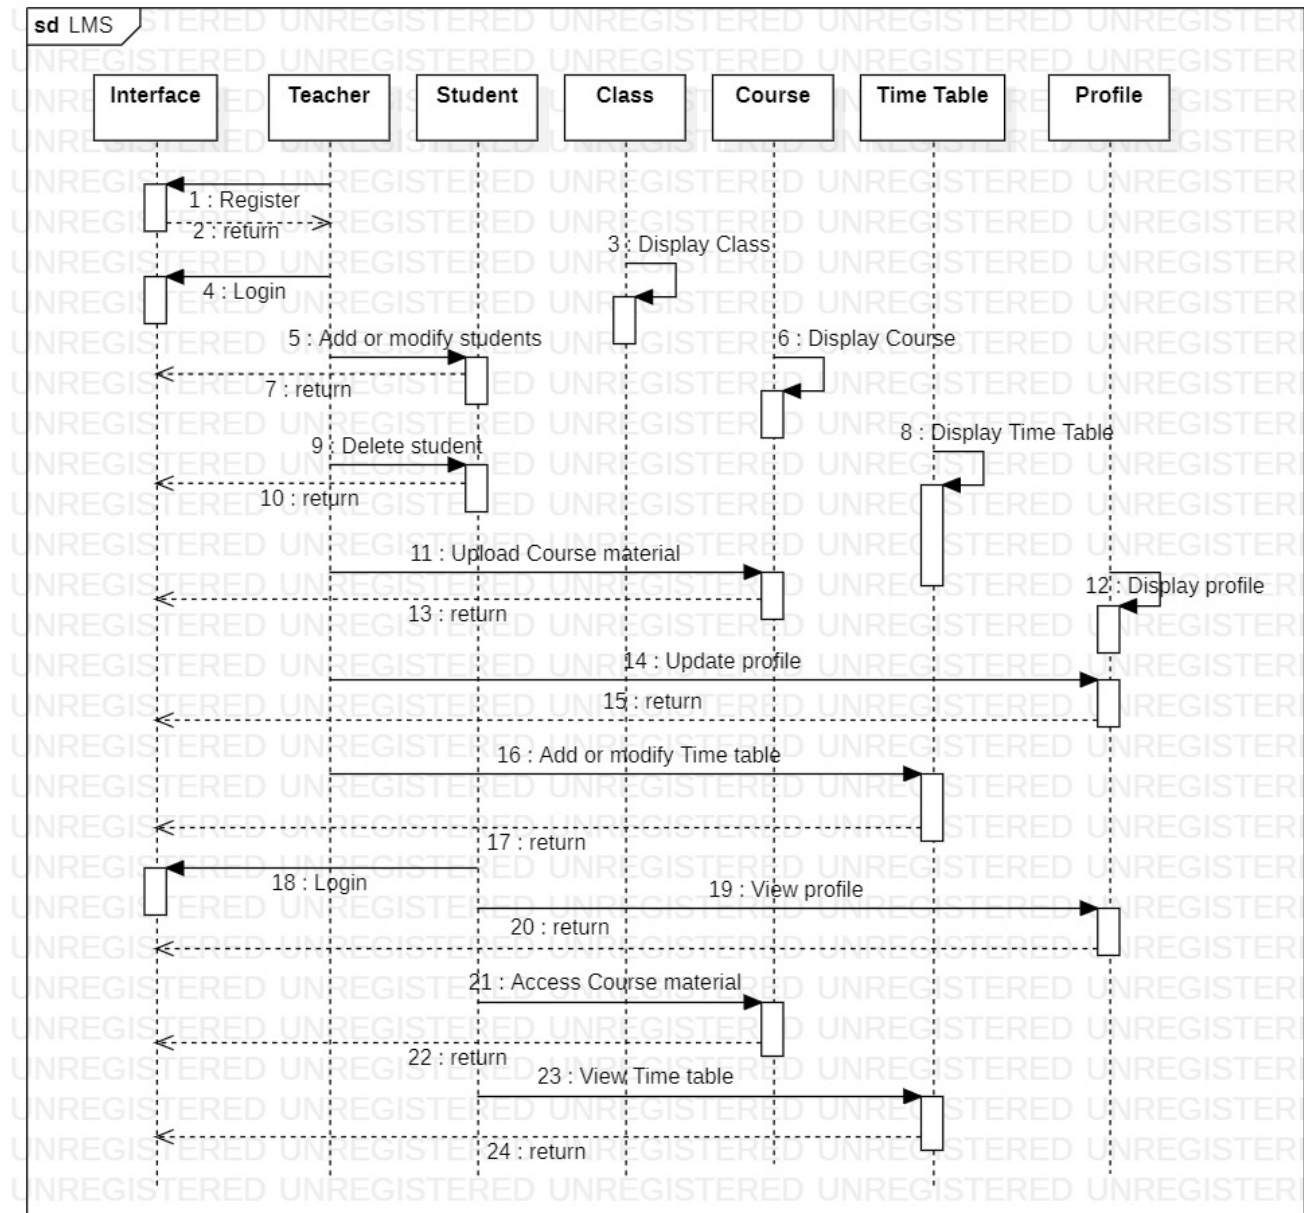 sd LMS
Interface Teacher Student Class Course Time Table Profile
1 : Register
2 : return
3 : Display Class
4 : Login
5 : Add or modify students
6 : Display Course
7 : return
8 : Display Time Table
9 : Delete student
10 : return
11 : Upload Course material
12 : Display profile
13 : return
14 : Update profile
15 : return
16 : Add or modify Time table
17 : return
18 : Login
19 : View profile
20 : return
21 : Access Course material
22 : return
23 : View Time table
24 : return
UNREGISTERED